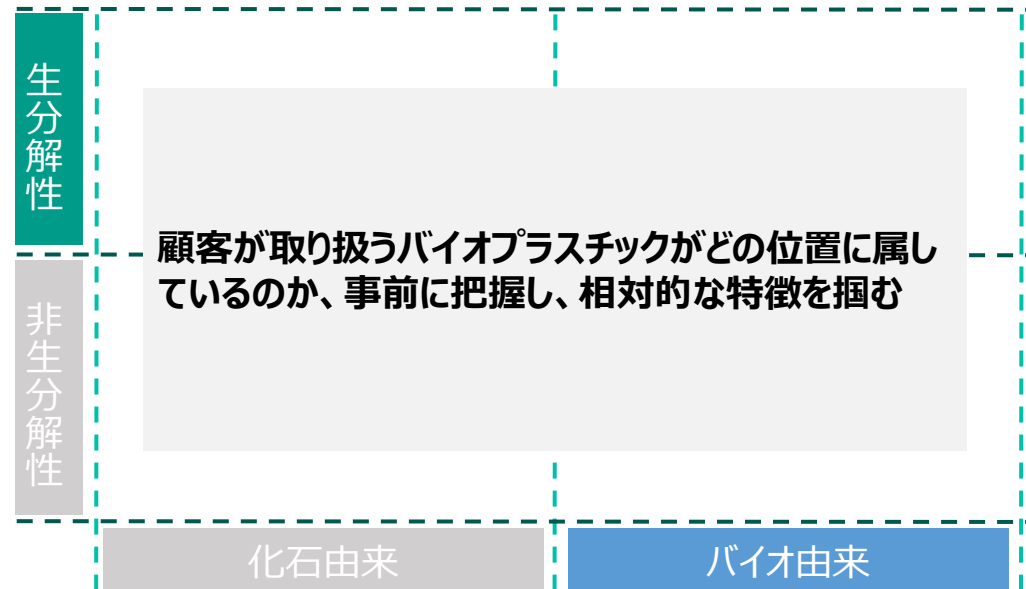 生分解性
顧客が取り扱うバイオプラスチックがどの位置に属し
ているのか、事前に把握し、相対的な特徴を掴む
非生分解性
化石由来
バイオ由来